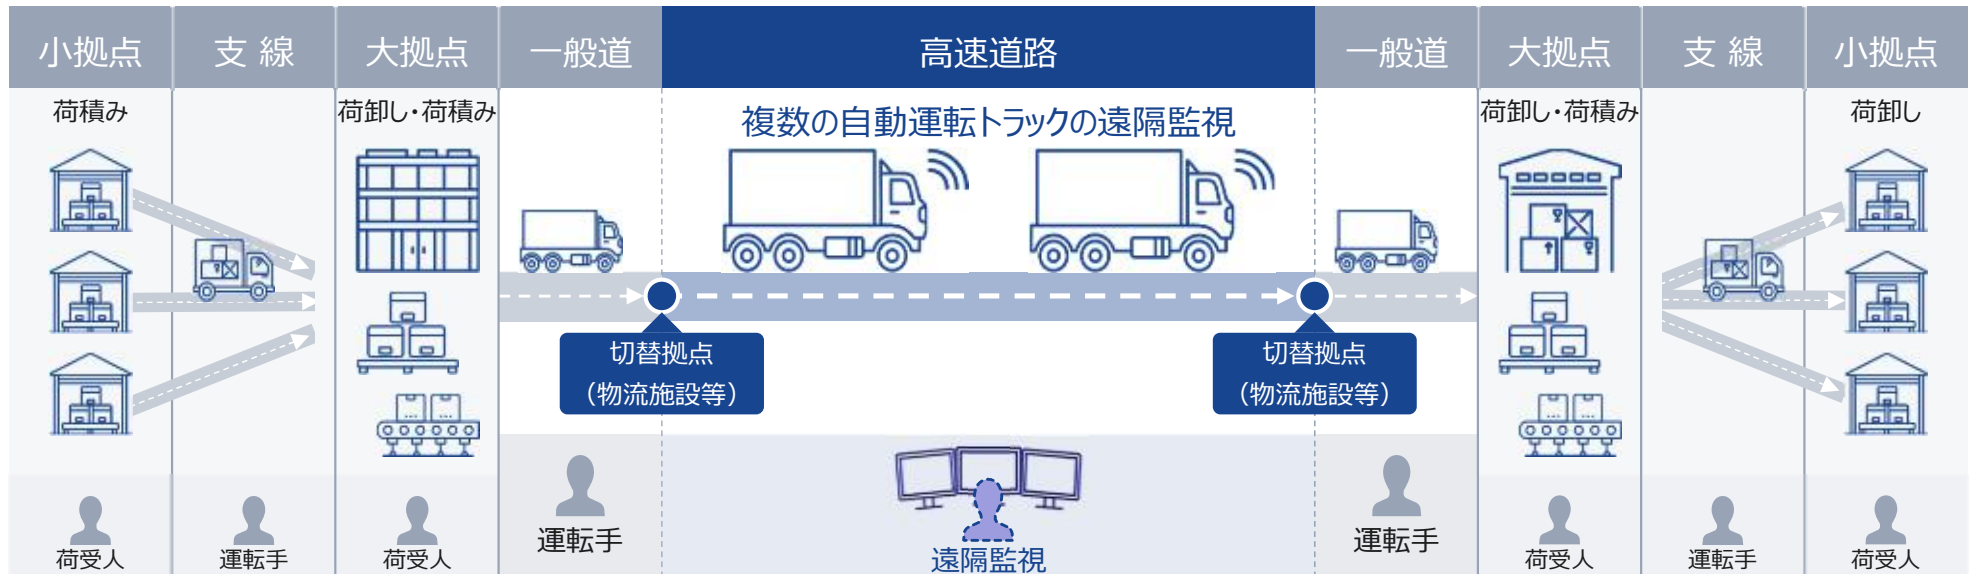 小拠点
支 線
大拠点
一般道
高速道路
一般道
大拠点
支 線
小拠点
荷積み
荷卸し・荷積み
複数の自動運転トラックの遠隔監視
荷卸し・荷積み
荷卸し
切替拠点
（物流施設等）
切替拠点
（物流施設等）
荷受人
運転手
荷受人
運転手
遠隔監視
運転手
荷受人
運転手
荷受人